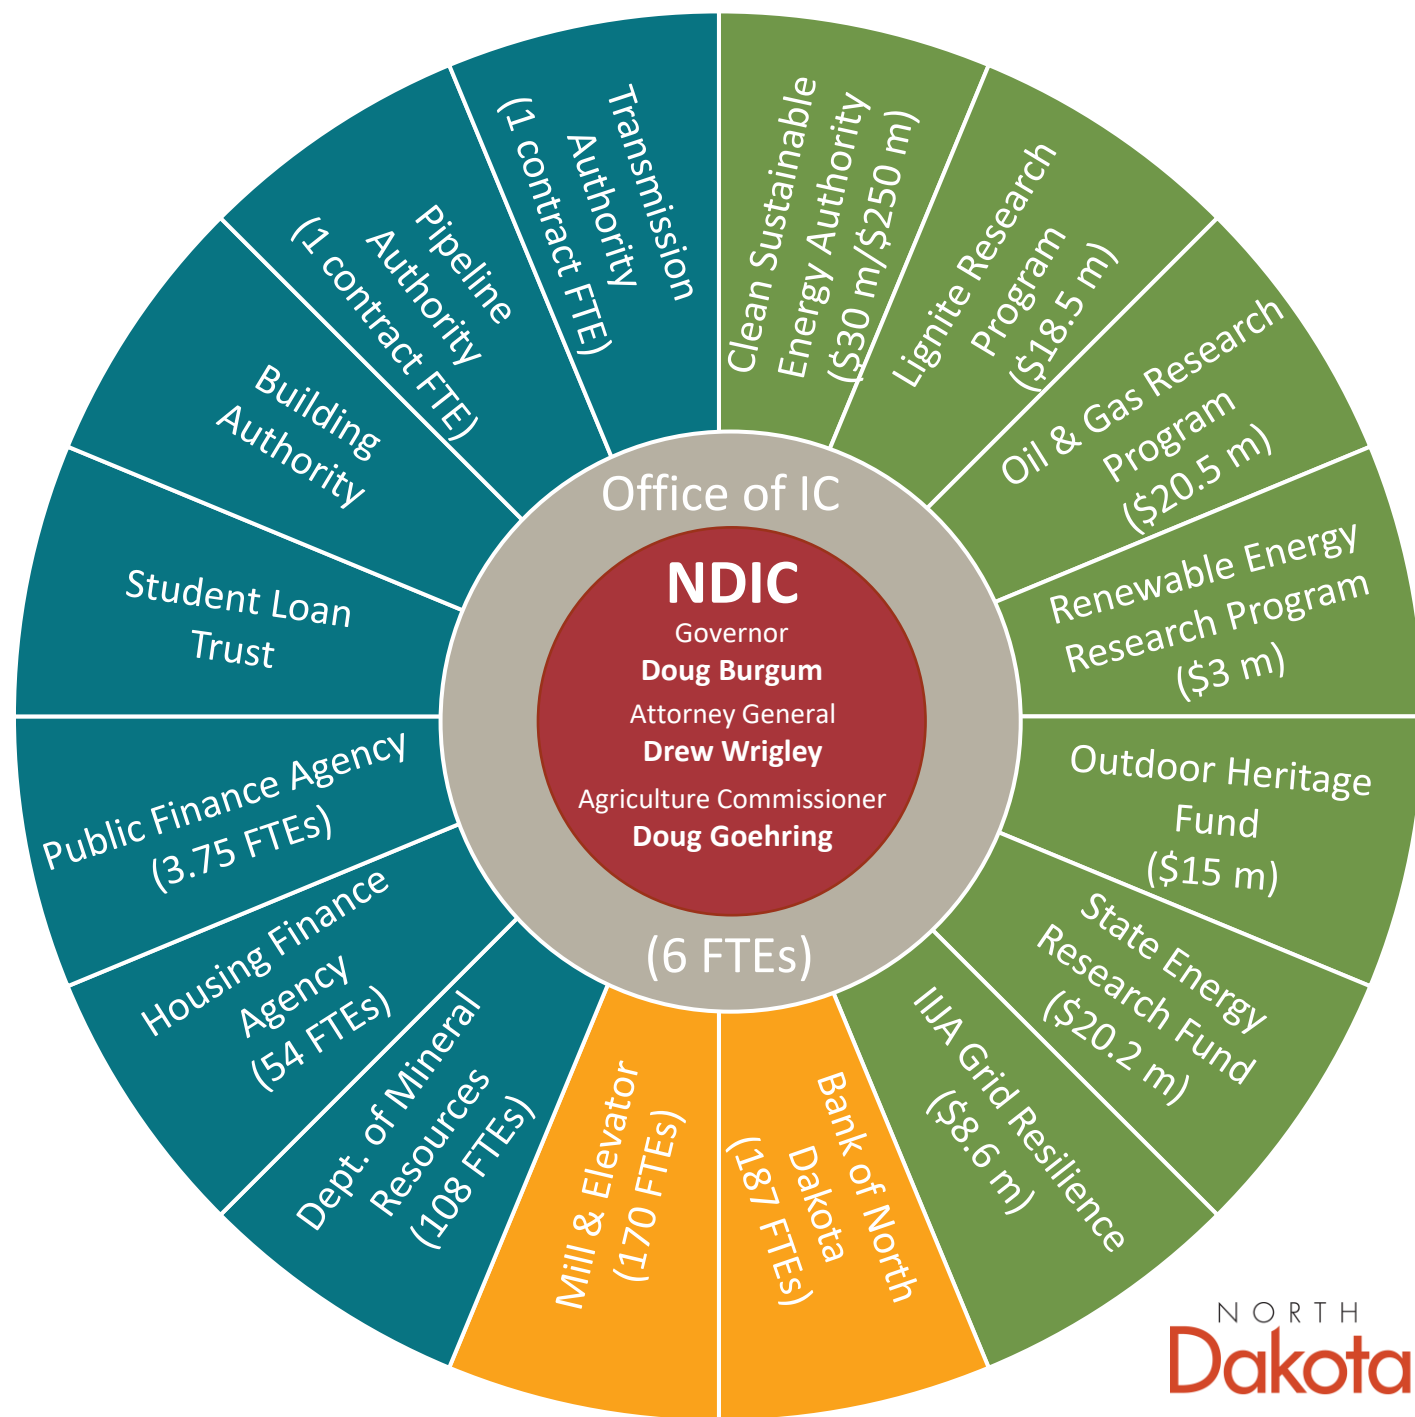 Office of IC
NDIC
Governor
Doug Burgum
Attorney General
Drew Wrigley
Agriculture Commissioner
Doug Goehring
(6 FTEs)
Clean Sustainable
Energy Authority
($30 m/$250 m)
Lignite Research
Program
($18.5 m)
Oil & Gas Research
Program
($20.5 m)
Renewable Energy
Research Program
($3 m)
Outdoor Heritage
Fund
($15 m)
State Energy
Research Fund
($20.2 m)
IIJA Grid Resilience
($8.6 m)
Bank of North
Dakota
(187 FTEs)
Mill & Elevator
(170 FTEs)
Dept. of Mineral
Resources
(108 FTEs)
Housing Finance
Agency
(54 FTEs)
Public Finance Agency
(3.75 FTEs)
Student Loan
Trust
Building
Authority
Pipeline
Authority
(1 contract FTE)
Transmission
Authority
(1 contract FTE)
NORTH
Dakota